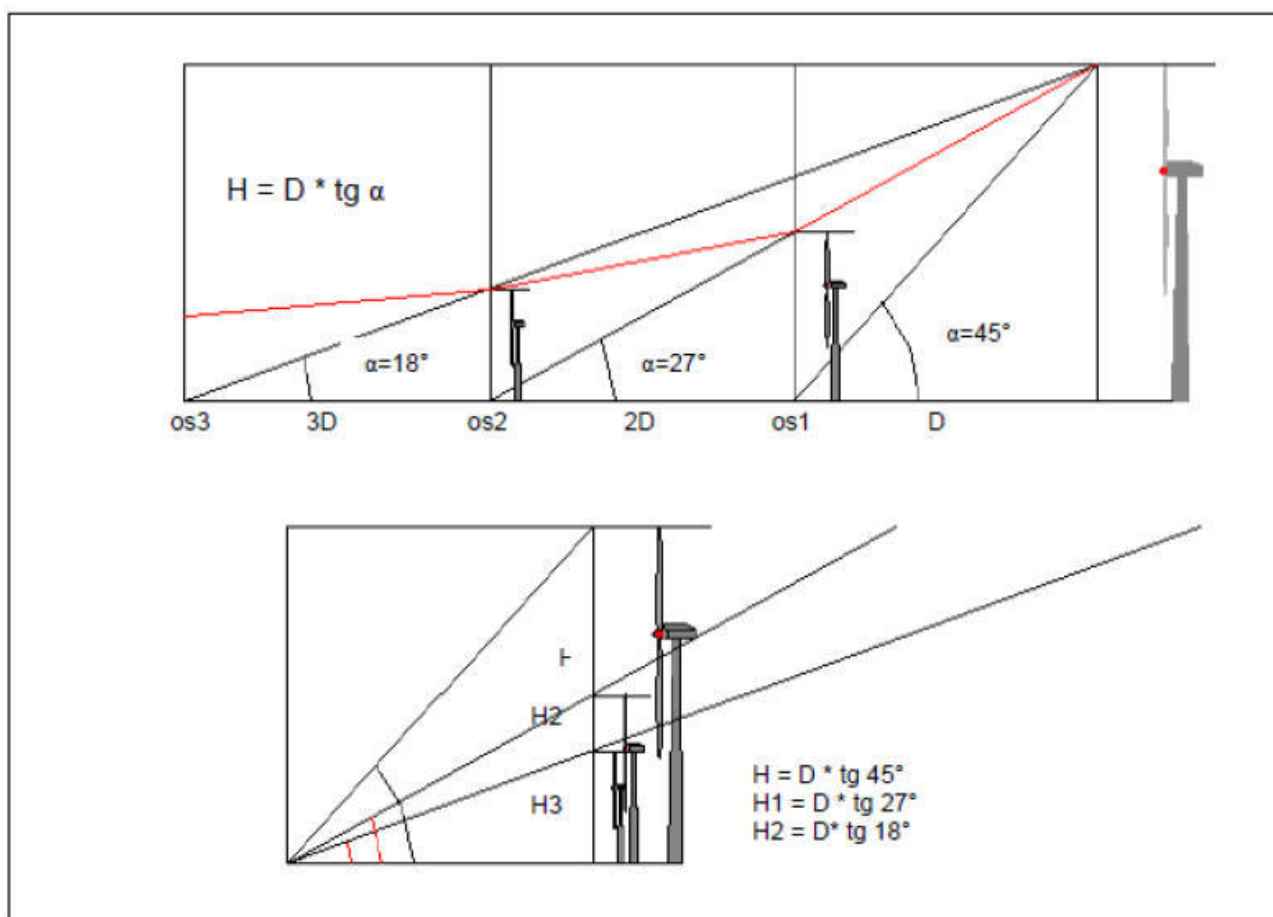 H = D * tg α
α=18°
α=27°
α=45°
os3
3D
os2
2D
os1
D
H2
H3
H = D * tg 45°
H1 = D * tg 27°
H2 = D* tg 18°